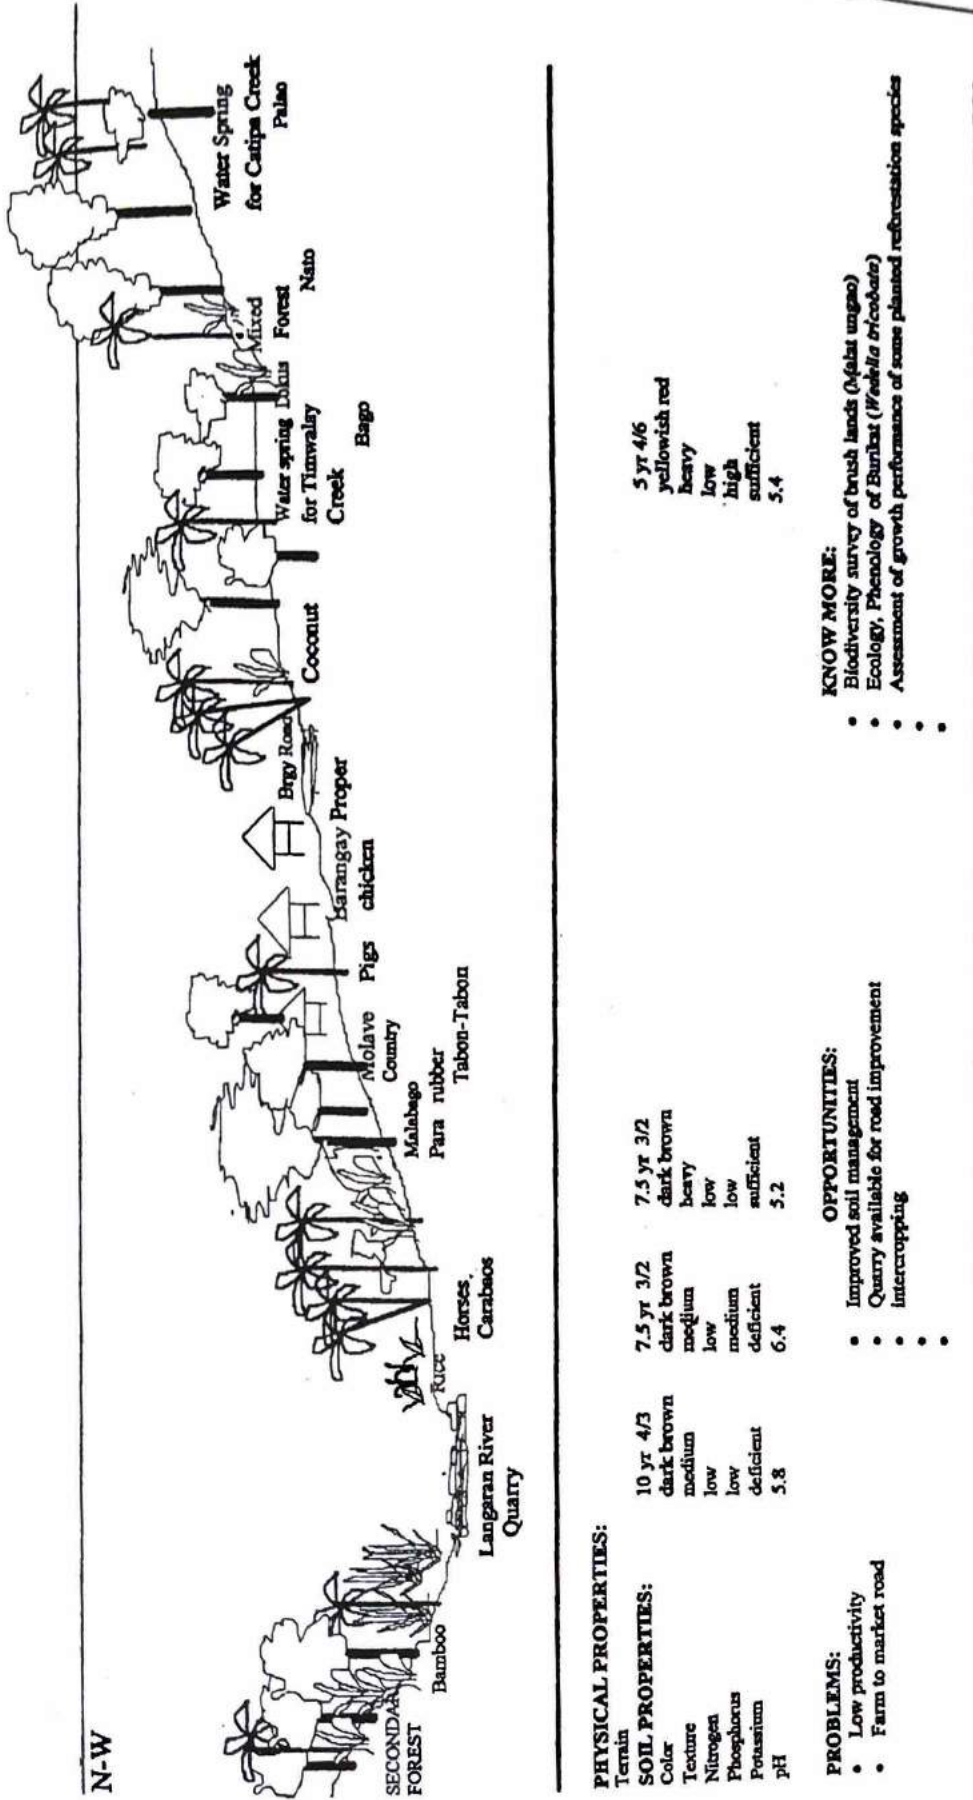 N-W
SECONDAR
FOREST
Bamboo
Langaran River
Quarry
Rice
Horses,
Carabaos
Malabago
Para rubber
Tabon-Tabon
Molave
Country
Pigs
chicken
Barangay Proper
Brgy Road
Coconut
Water spring
for Timwalsy
Creek
Bago
Mixed
Forest
Nato
Water Spring
for Catipa Creek
Palao
PHYSICAL PROPERTIES:
Terrain
SOIL PROPERTIES: 10 yr 4/3 7.5 yr 3/2 7.5 yr 3/2 5 yr 4/6
Color dark brown dark brown dark brown yellowish red
Texture medium medium heavy heavy
Nitrogen low low low low
Phosphorus low medium low high
Potassium deficient deficient sufficient sufficient
pH 5.8 6.4 5.2 5.4
PROBLEMS:
• Low productivity
• Farm to market road
OPPORTUNITIES:
• Improved soil management
• Quarry available for road improvement
• Intercropping
•
•
KNOW MORE:
• Biodiversity survey of brush lands (Malat ungao)
• Ecology, Phenology of Burikat (Wedelia tricobata)
• Assessment of growth performance of some planted reforestation species
•
•